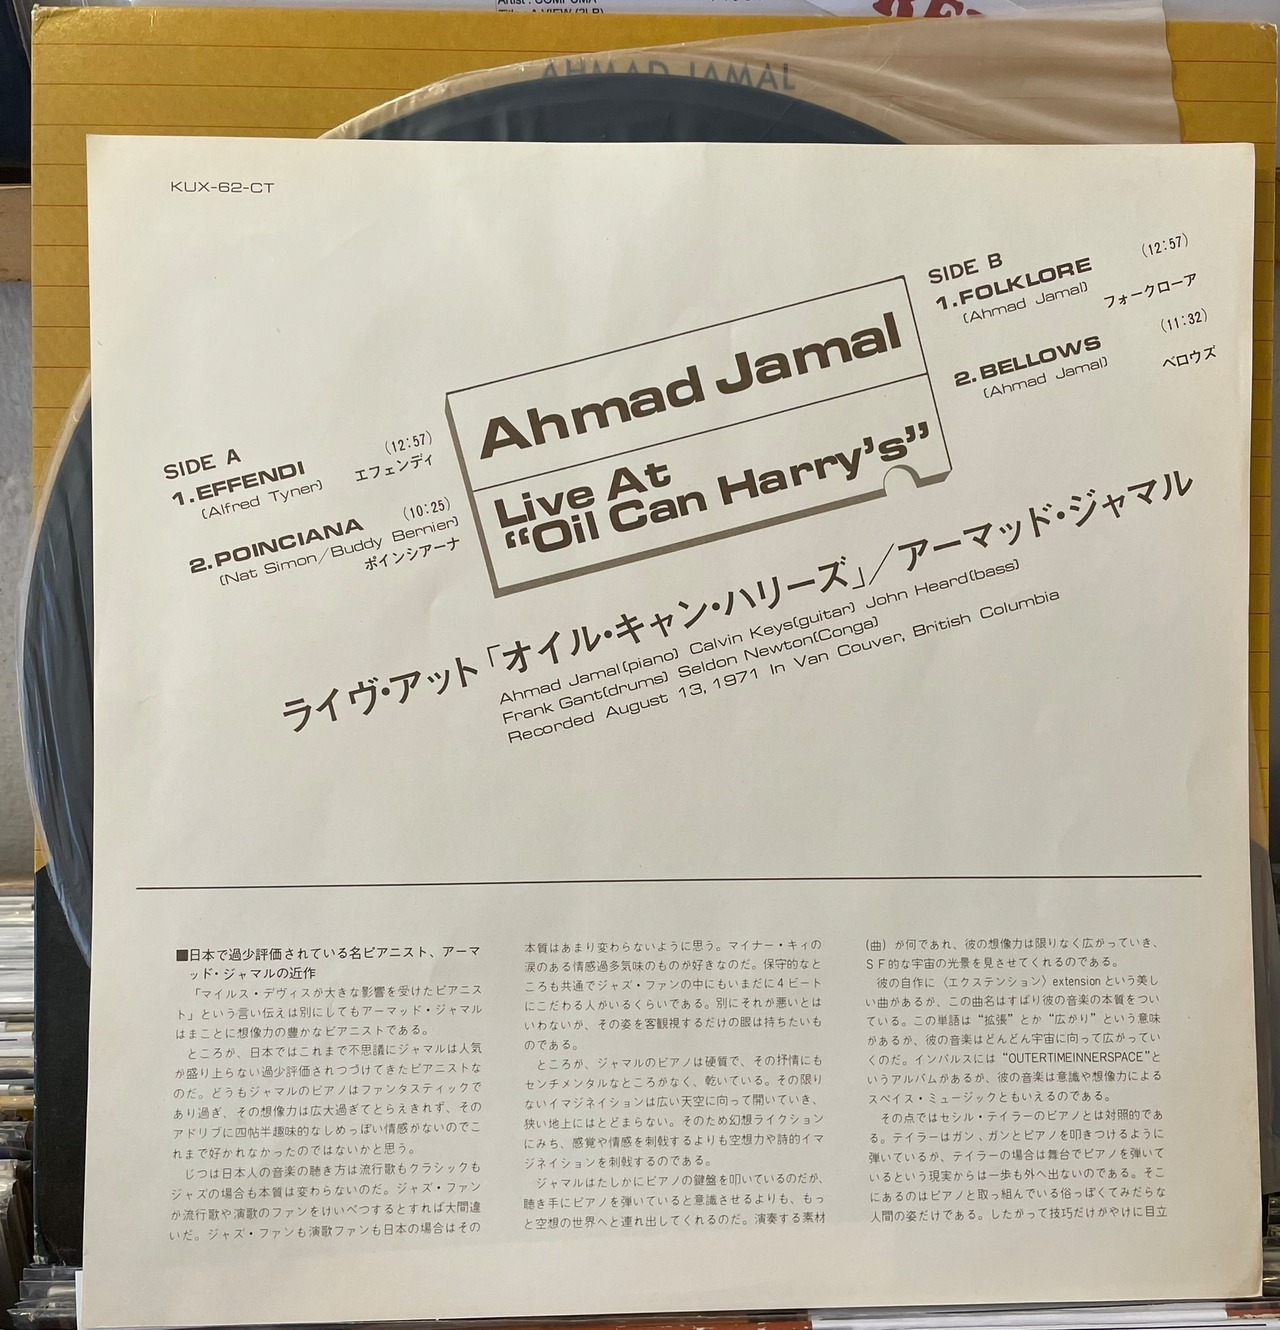 AHMAD JAMAL
KUX-62-CT
SIDE A
1. EFFENDI (12:57)
(Alfred Tyner) エフェンディ
2. POINCIANA (10:25)
(Nat Simon/Buddy Bernier)
ポインシアーナ
Ahmad Jamal
Live At
“Oil Can Harry's”
SIDE B
1. FOLKLORE (12:57)
(Ahmad Jamal) フォークローア
2. BELLOWS (11:32)
(Ahmad Jamal) ベロウズ
ライヴ・アット「オイル・キャン・ハリーズ」／アーマッド・ジャマル
Ahmad Jamal(piano) Calvin Keys(guitar) John Heard(bass)
Frank Gant(drums) Seldon Newton(Conga)
Recorded August 13, 1971 In Van Couver, British Columbia
■日本で過少評価されている名ピアニスト、アーマ
ッド・ジャマルの近作
「マイルス・デヴィスが大きな影響を受けたピアニス
ト」という言い伝えは別にしてもアーマッド・ジャマル
はまことに想像力の豊かなピアニストである。
ところが、日本ではこれまで不思議にジャマルは人気
が盛り上らない過少評価されつづけてきたピアニストな
のだ。どうもジャマルのピアノはファンタスティックで
あり過ぎ、その想像力は広大過ぎてとらえきれず、その
アドリブに四帖半趣味的なしめっぽい情感がないのでこ
れまで好かれなかったのではないかと思う。
じつは日本人の音楽の聴き方は流行歌もクラシックも
ジャズの場合も本質は変わらないのだ。ジャズ・ファン
が流行歌や演歌のファンをけいべつするとすれば大間違
いだ。ジャズ・ファンも演歌ファンも日本の場合はその
本質はあまり変わらないように思う。マイナー・キィの
涙のある情感過多気味のものが好きなのだ。保守的なと
ころも共通でジャズ・ファンの中にもいまだに4ビート
にこだわる人がいるくらいである。別にそれが悪いとは
いわないが、その姿を客観視するだけの眼は持ちたいも
のである。
ところが、ジャマルのピアノは硬質で、その抒情にも
センチメンタルなところがなく、乾いている。その限り
ないイマジネイションは広い天空に向って開いていき、
狭い地上にはとどまらない。そのため幻想ライクション
にみち、感覚や情感を刺戟するよりも空想力や詩的イマ
ジネイションを刺戟するのである。
ジャマルはたしかにピアノの鍵盤を叩いているのだが、
聴き手にピアノを弾いていると意識させるよりも、もっ
と空想の世界へと連れ出してくれるのだ。演奏する素材
(曲) が何であれ、彼の想像力は限りなく広がっていき、
ＳＦ的な宇宙の光景を見させてくれるのである。
彼の自作に〈エクステンション〉extension という美し
い曲があるが、この曲名はずばり彼の音楽の本質をつい
ている。この単語は“拡張”とか“広がり”という意味
があるが、彼の音楽はどんどん宇宙に向って広がってい
くのだ。インパルスには“OUTERTIMEINNERSPACE”と
いうアルバムがあるが、彼の音楽は意識や想像力による
スペイス・ミュージックともいえるのである。
その点ではセシル・テイラーのピアノとは対照的であ
る。テイラーはガン、ガンとピアノを叩きつけるように
弾いているが、テイラーの場合は舞台でピアノを弾いて
いるという現実からは一歩も外へ出ないのである。そこ
にあるのはピアノと取っ組んでいる俗っぽくてみだらな
人間の姿だけである。したがって技巧だけがやけに目立